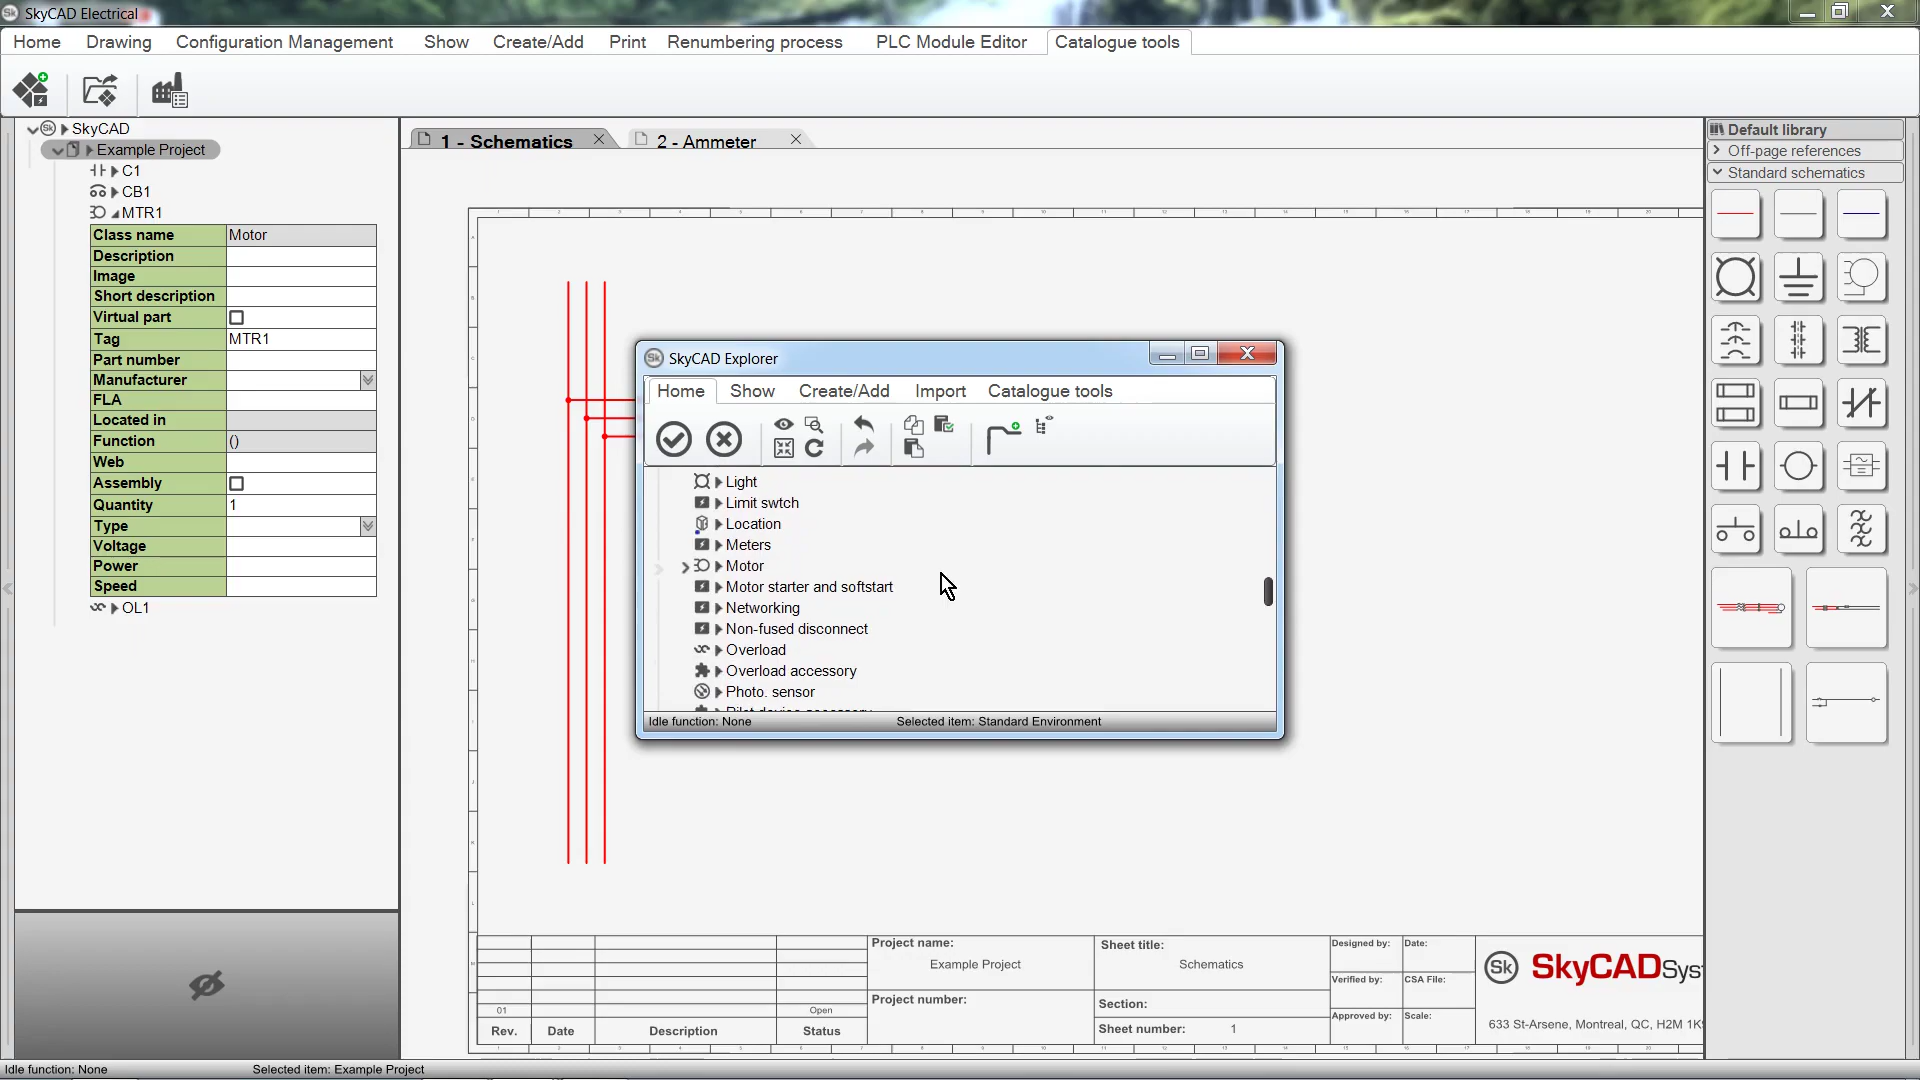 SkyCAD Electrical
Home Drawing Configuration Management Show Create/Add Print Renumbering process PLC Module Editor Catalogue tools
SkyCAD
Example Project
C1
CB1
MTR1
Class name Motor
Description
Image
Short description
Virtual part
Tag MTR1
Part number
Manufacturer
FLA
Located in
Function ()
Web
Assembly
Quantity 1
Type
Voltage
Power
Speed
OL1
1 - Schematics 2 - Ammeter
SkyCAD Explorer
Home Show Create/Add Import Catalogue tools
Light
Limit swtch
Location
Meters
Motor
Motor starter and softstart
Networking
Non-fused disconnect
Overload
Overload accessory
Photo. sensor
Pilot device accessory
Idle function: None Selected item: Standard Environment
Default library
Off-page references
Standard schematics
Project name:
Example Project
Project number:
Sheet title:
Schematics
Section:
Sheet number: 1
Designed by: Date:
Verified by: CSA File:
Approved by: Scale:
Sk SkyCADSyst
633 St-Arsene, Montreal, QC, H2M 1K9
01 Open
Rev. Date Description Status
Idle function: None Selected item: Example Project